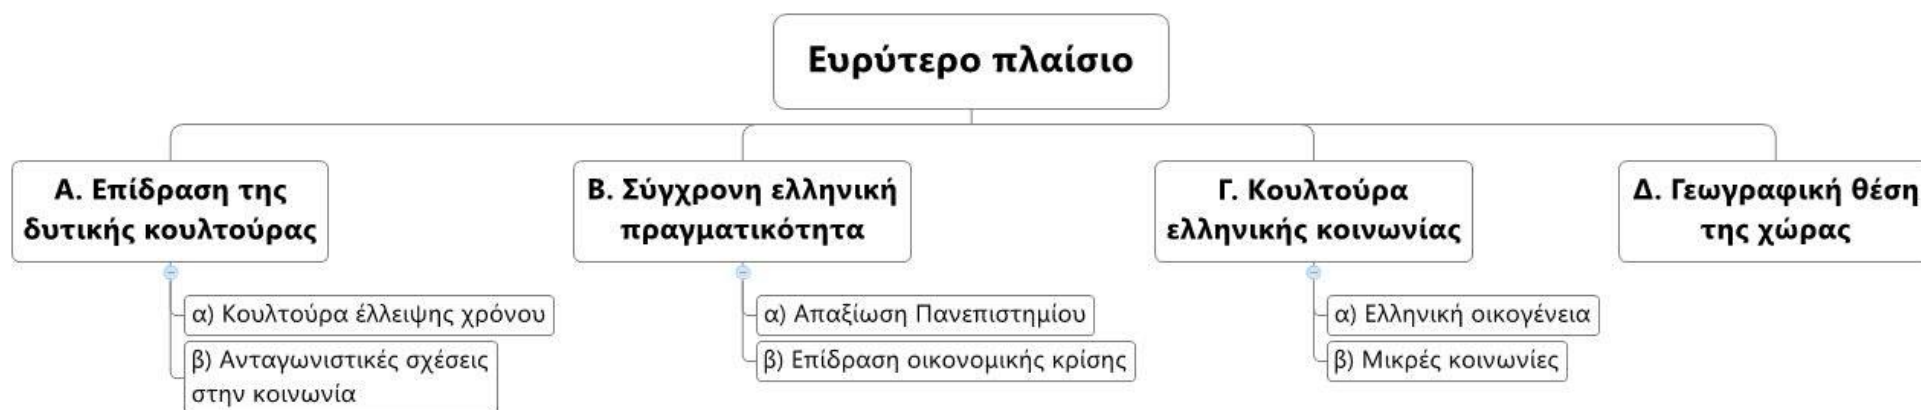 Ευρύτερο πλαίσιο
Α. Επίδραση της
δυτικής κουλτούρας
α) Κουλτούρα έλλειψης χρόνου
β) Ανταγωνιστικές σχέσεις
στην κοινωνία
Β. Σύγχρονη ελληνική
πραγματικότητα
α) Απαξίωση Πανεπιστημίου
β) Επίδραση οικονομικής κρίσης
Γ. Κουλτούρα
ελληνικής κοινωνίας
α) Ελληνική οικογένεια
β) Μικρές κοινωνίες
Δ. Γεωγραφική θέση
της χώρας